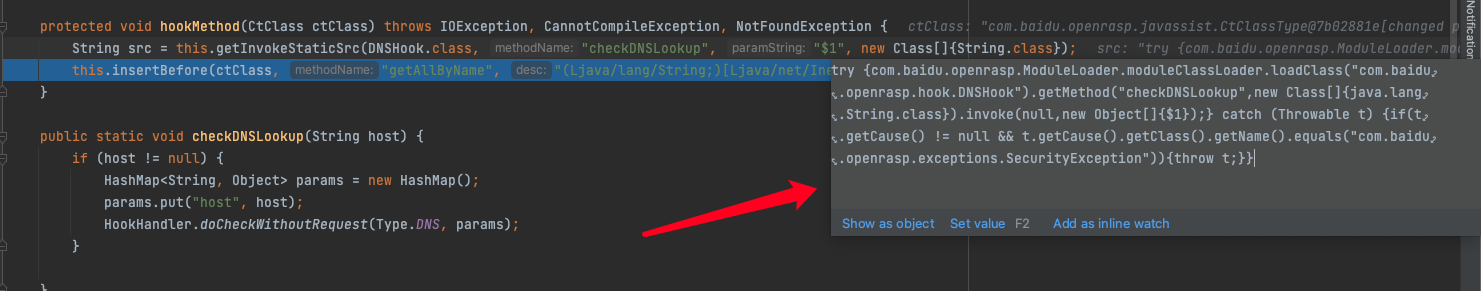 protected void hookMethod(CtClass ctClass) throws IOException, CannotCompileException, NotFoundException {   ctClass: "com.baidu.openrasp.javassist.CtClassType@7b02881e[changed p
String src = this.getInvokeStaticSrc(DNSHook.class, methodName: "checkDNSLookup", paramString: "$1", new Class[]{String.class});   src: "try {com.baidu.openrasp.ModuleLoader.mo
this.insertBefore(ctClass, methodName: "getAllByName", desc: "(Ljava/lang/String;)[Ljava/net/Ine
}
public static void checkDNSLookup(String host) {
if (host != null) {
HashMap<String, Object> params = new HashMap();
params.put("host", host);
HookHandler.doCheckWithoutRequest(Type.DNS, params);
}
}
try {com.baidu.openrasp.ModuleLoader.moduleClassLoader.loadClass("com.baidu
.openrasp.hook.DNSHook").getMethod("checkDNSLookup",new Class[]{java.lang
.String.class}).invoke(null,new Object[]{$1});} catch (Throwable t) {if(t
.getCause() != null && t.getCause().getClass().getName().equals("com.baidu
.openrasp.exceptions.SecurityException")){throw t;}}
Show as object Set value F2 Add as inline watch
Notification